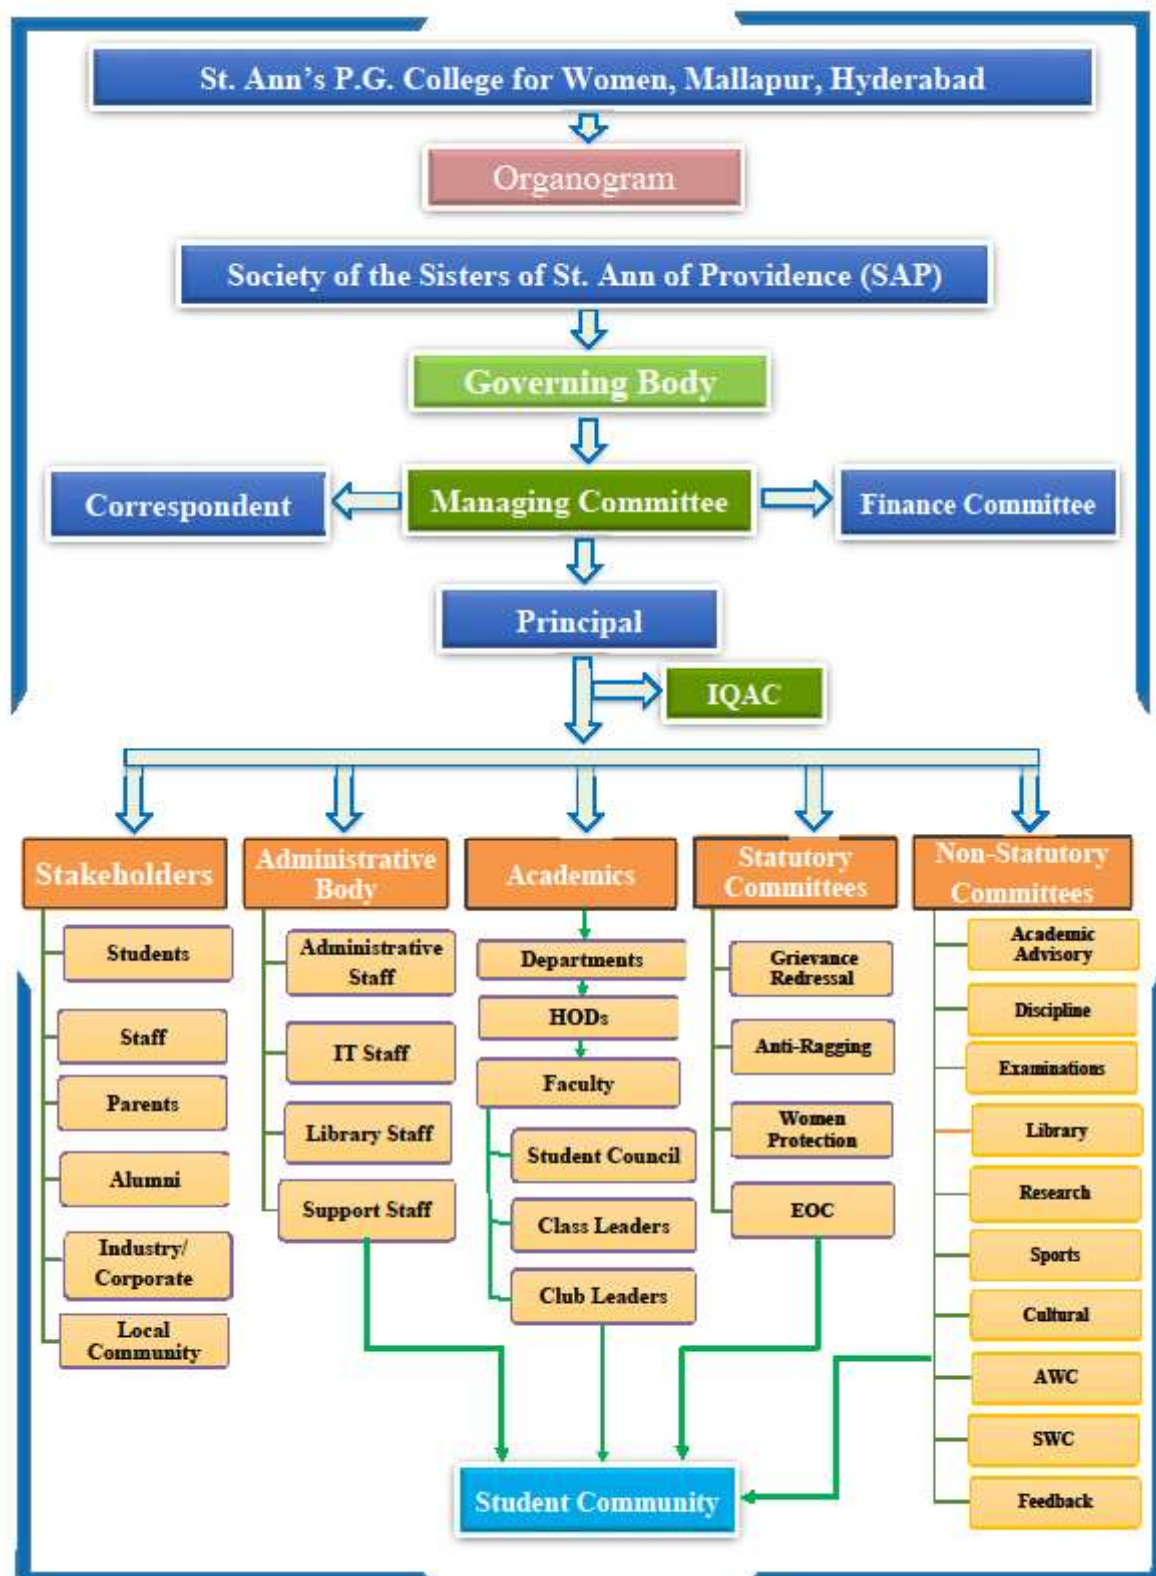 St. Ann’s P.G. College for Women, Mallapur, Hyderabad
Organogram
Society of the Sisters of St. Ann of Providence (SAP)
Governing Body
Correspondent
Managing Committee
Finance Committee
Principal
IQAC
Stakeholders
Students
Staff
Parents
Alumni
Industry/
Corporate
Local
Community
Administrative
Body
Administrative
Staff
IT Staff
Library Staff
Support Staff
Academics
Departments
HODs
Faculty
Student Council
Class Leaders
Club Leaders
Statutory
Committees
Grievance
Redressal
Anti-Ragging
Women
Protection
EOC
Non-Statutory
Committees
Academic
Advisory
Discipline
Examinations
Library
Research
Sports
Cultural
AWC
SWC
Feedback
Student Community